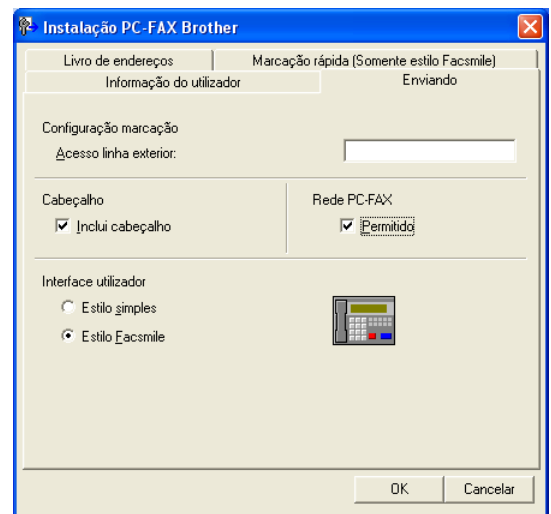 Instalação PC-FAX Brother
Livro de endereços
Marcação rápida (Somente estilo Facsmile)
Informação do utilizador
Enviando
Configuração marcação
Acesso linha exterior:
Cabeçalho
Rede PC-FAX
Inclui cabeçalho
Permitido
Interface utilizador
Estilo simples
Estilo Facsmile
OK
Cancelar